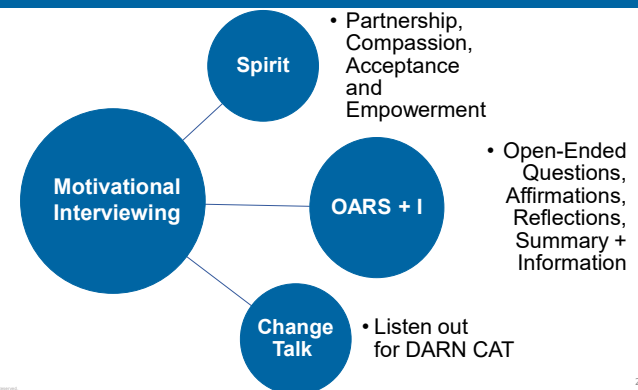 Spirit
• Partnership,
Compassion,
Acceptance
and
Empowerment
Motivational
Interviewing
OARS + I
• Open-Ended
Questions,
Affirmations,
Reflections,
Summary +
Information
Change
Talk
• Listen out
for DARN CAT